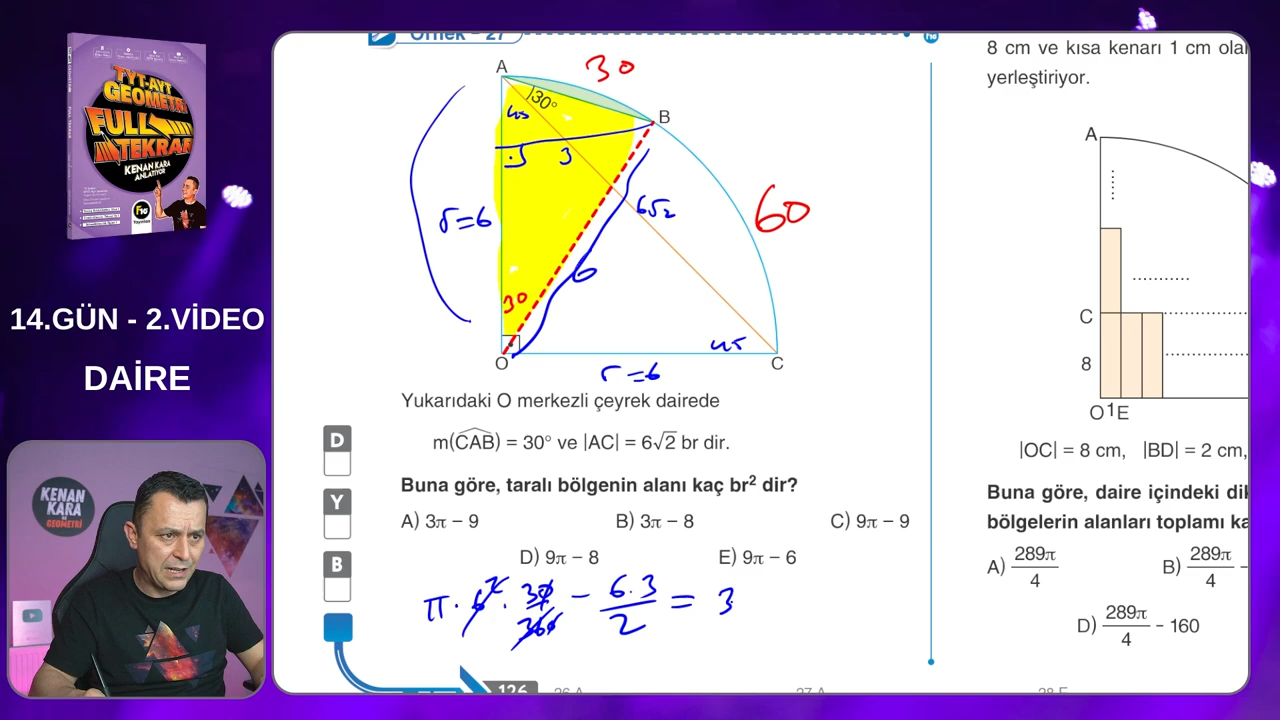 TYT-AYT
GEOMETRİ
FULL
TEKRAR
KENAN KARA
ANLATIYOR
14.GÜN - 2.VİDEO
DAİRE
KENAN
KARA
GEOMETRİ
Örnek - 27
A
30
30°
45
B
3
r=6
6√2
60
6
30
45
O
C
r=6
Yukarıdaki O merkezli çeyrek dairede
m(CAB) = 30° ve |AC| = 6√2 br dir.
Buna göre, taralı bölgenin alanı kaç br² dir?
A) 3π − 9 B) 3π − 8 C) 9π − 9
D) 9π − 8 E) 9π − 6
π . 6² . 30/360 − 6.3/2 = 3
D
Y
B
126
26.A 27.A 28.E
8 cm ve kısa kenarı 1 cm ola
yerleştiriyor.
A
C
8
O 1 E
|OC| = 8 cm, |BD| = 2 cm,
Buna göre, daire içindeki dik
bölgelerin alanları toplamı ka
A) 289π/4 B) 289π/4 −
D) 289π/4 - 160